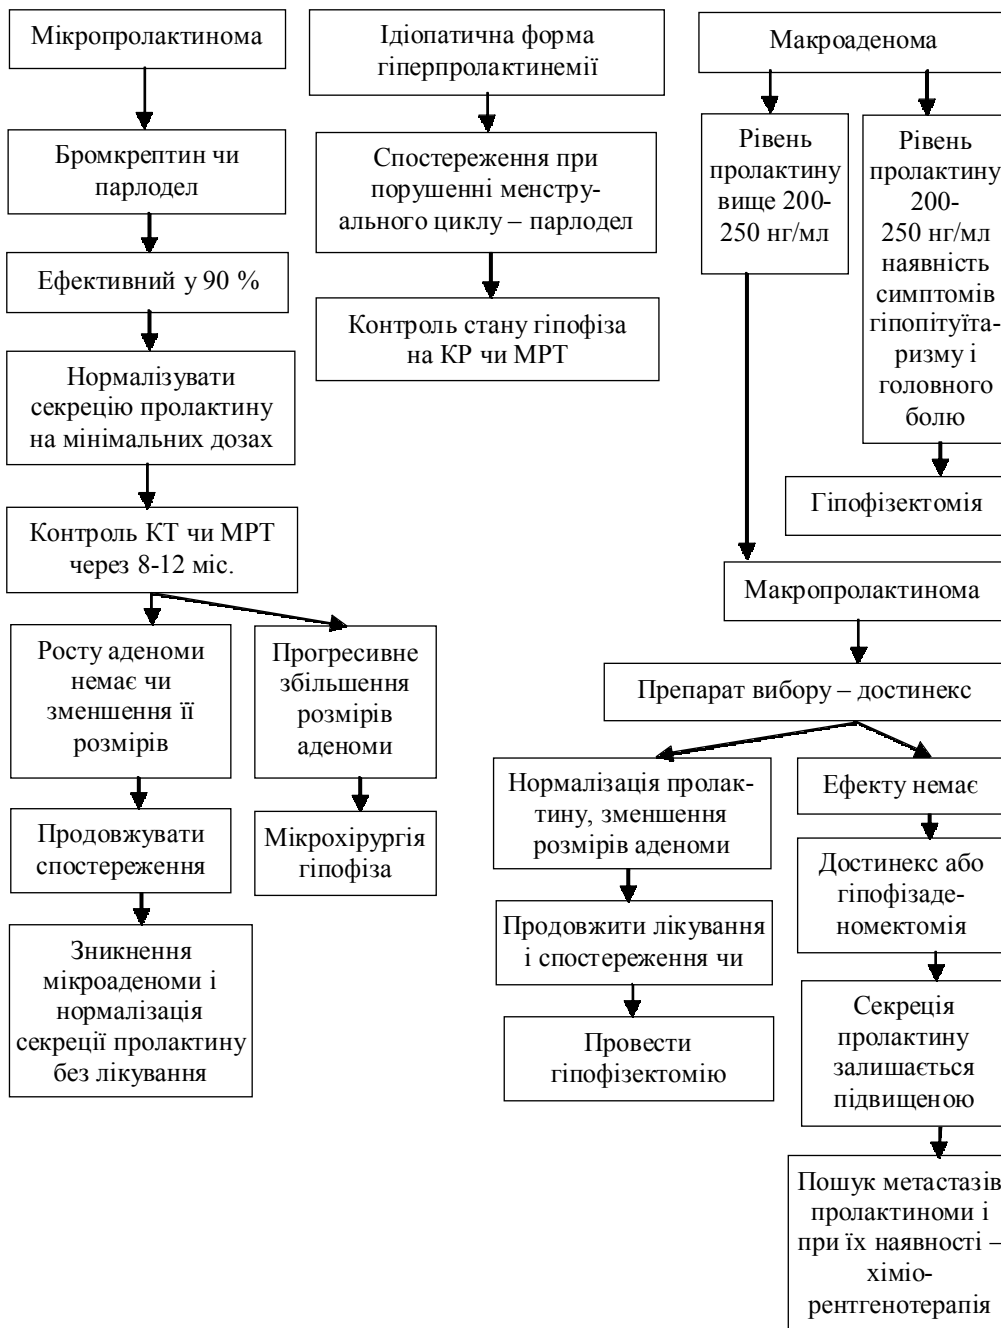 Мікропролактинома
Бромкрептин чи
парлодел
Ефективний у 90 %
Нормалізувати
секрецію пролактину
на мінімальних дозах
Контроль КТ чи МРТ
через 8-12 міс.
Росту аденоми
немає чи
зменшення її
розмірів
Продовжувати
спостереження
Зникнення
мікроаденоми і
нормалізація
секреції пролактину
без лікування
Прогресивне
збільшення
розмірів
аденоми
Мікрохірургія
гіпофіза
Ідіопатична форма
гіперпролактинемії
Спостереження при
порушенні менстру-
ального циклу – парлодел
Контроль стану гіпофіза
на КР чи МРТ
Макроаденома
Рівень
пролактину
вище 200-
250 нг/мл
Рівень
пролактину
200-
250 нг/мл
наявність
симптомів
гіпопітуїта-
ризму і
головного
болю
Гіпофізектомія
Макропролактинома
Препарат вибору – достинекс
Нормалізація пролак-
тину, зменшення
розмірів аденоми
Продовжити лікування
і спостереження чи
Провести
гіпофізектомію
Ефекту немає
Достинекс або
гіпофізаде-
номектомія
Секреція
пролактину
залишається
підвищеною
Пошук метастазів
пролактиноми і
при їх наявності –
хіміо-
рентгенотерапія